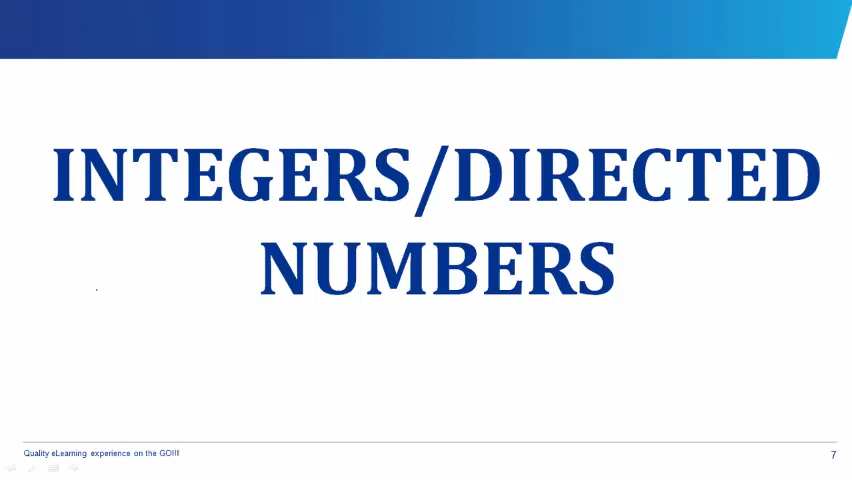 INTEGERS/DIRECTED
NUMBERS
Quality eLearning experience on the GO!!!
7